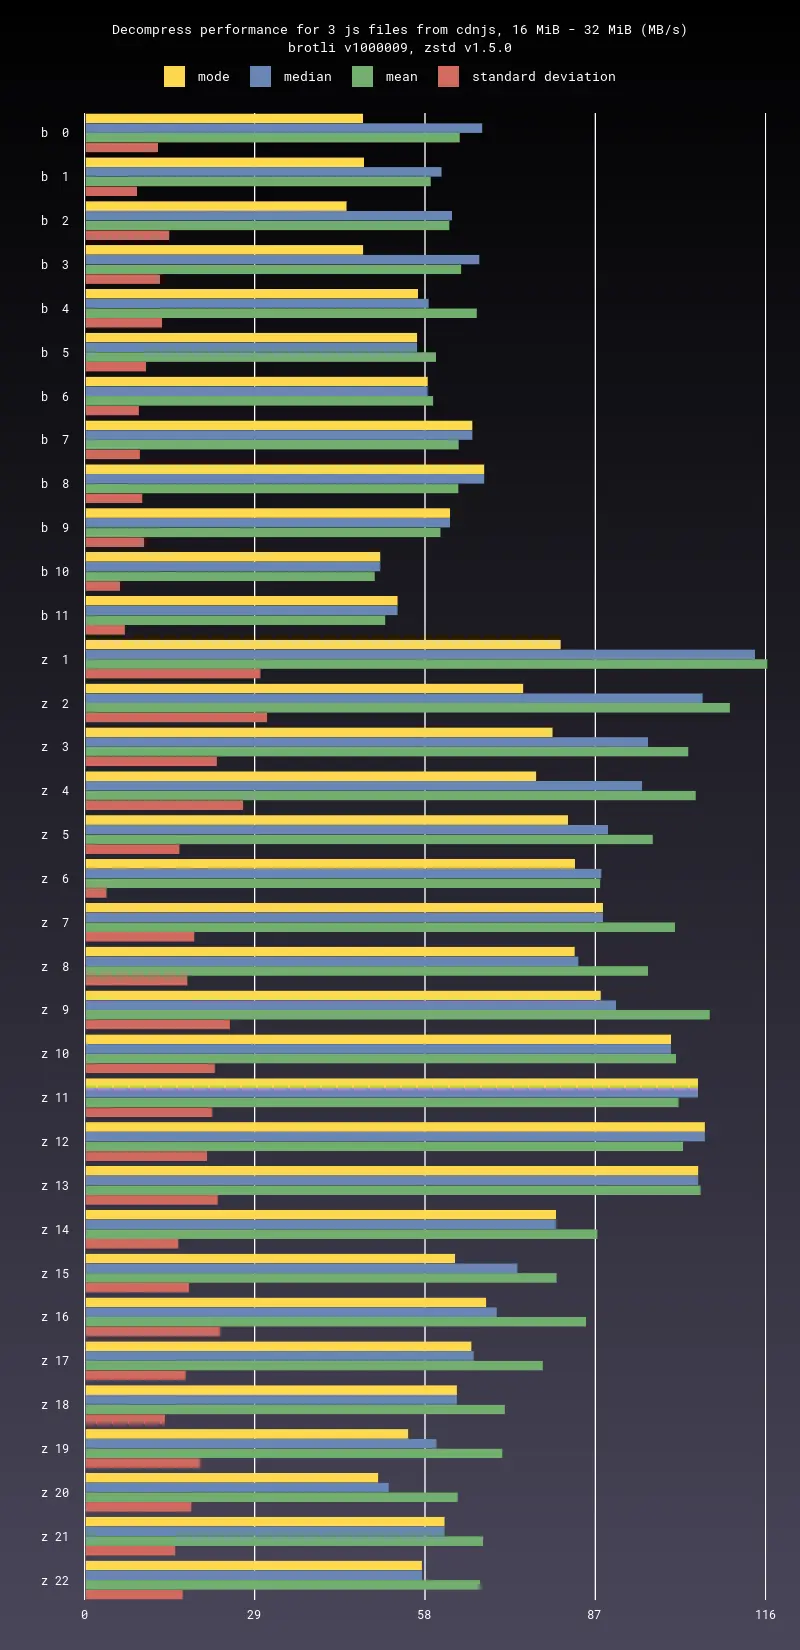 Decompress performance for 3 js files from cdnjs, 16 MiB - 32 MiB (MB/s)
brotli v1000009, zstd v1.5.0
mode median mean standard deviation
b 0
b 1
b 2
b 3
b 4
b 5
b 6
b 7
b 8
b 9
b 10
b 11
z 1
z 2
z 3
z 4
z 5
z 6
z 7
z 8
z 9
z 10
z 11
z 12
z 13
z 14
z 15
z 16
z 17
z 18
z 19
z 20
z 21
z 22
0 29 58 87 116